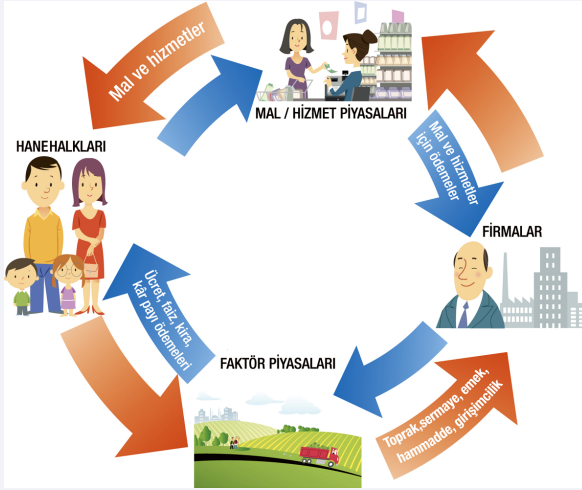 Mal ve hizmetler
MAL / HİZMET PİYASALARI
HANEHALKLARI
Mal ve hizmetler
için ödemeler
FİRMALAR
Ücret, faiz, kira,
kâr payı ödemeleri
FAKTÖR PİYASALARI
Toprak,sermaye, emek,
hammadde, girişimcilik